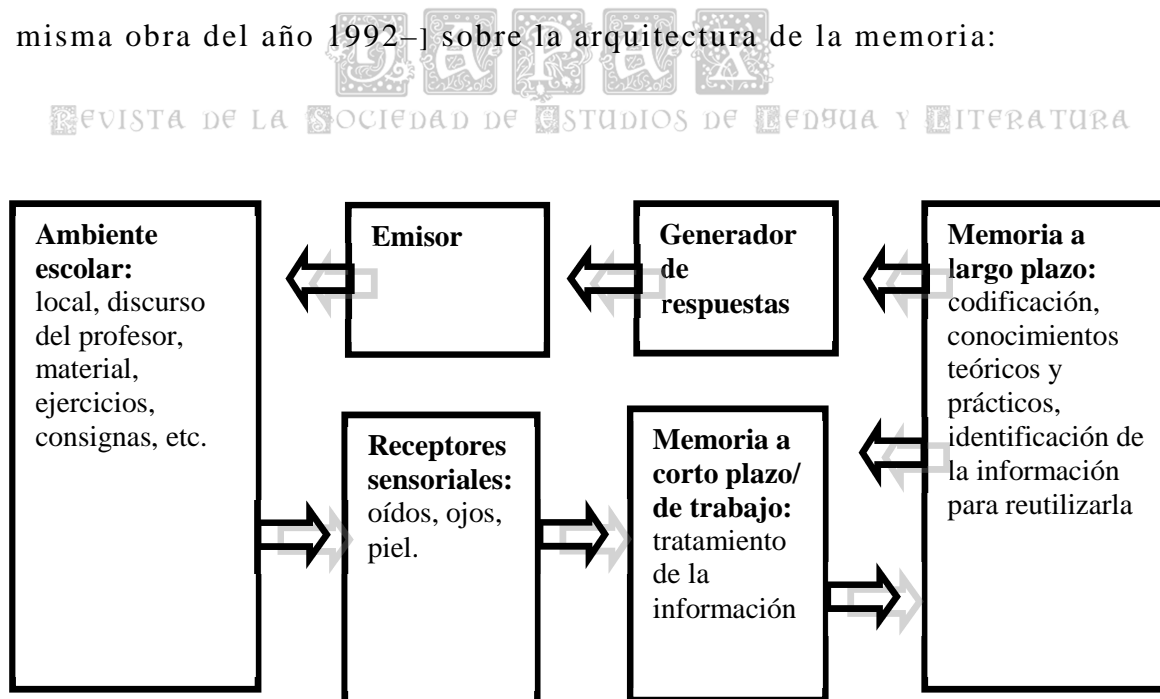 misma obra del año 1992–] sobre la arquitectura de la memoria:
JAPAX
REVISTA DE LA SOCIEDAD DE ESTUDIOS DE LENGUA Y LITERATURA
Ambiente
escolar:
local, discurso
del profesor,
material,
ejercicios,
consignas, etc.
Emisor
Generador
de
respuestas
Memoria a
largo plazo:
codificación,
conocimientos
teóricos y
prácticos,
identificación de
la información
para reutilizarla
Receptores
sensoriales:
oídos, ojos,
piel.
Memoria a
corto plazo/
de trabajo:
tratamiento
de la
información